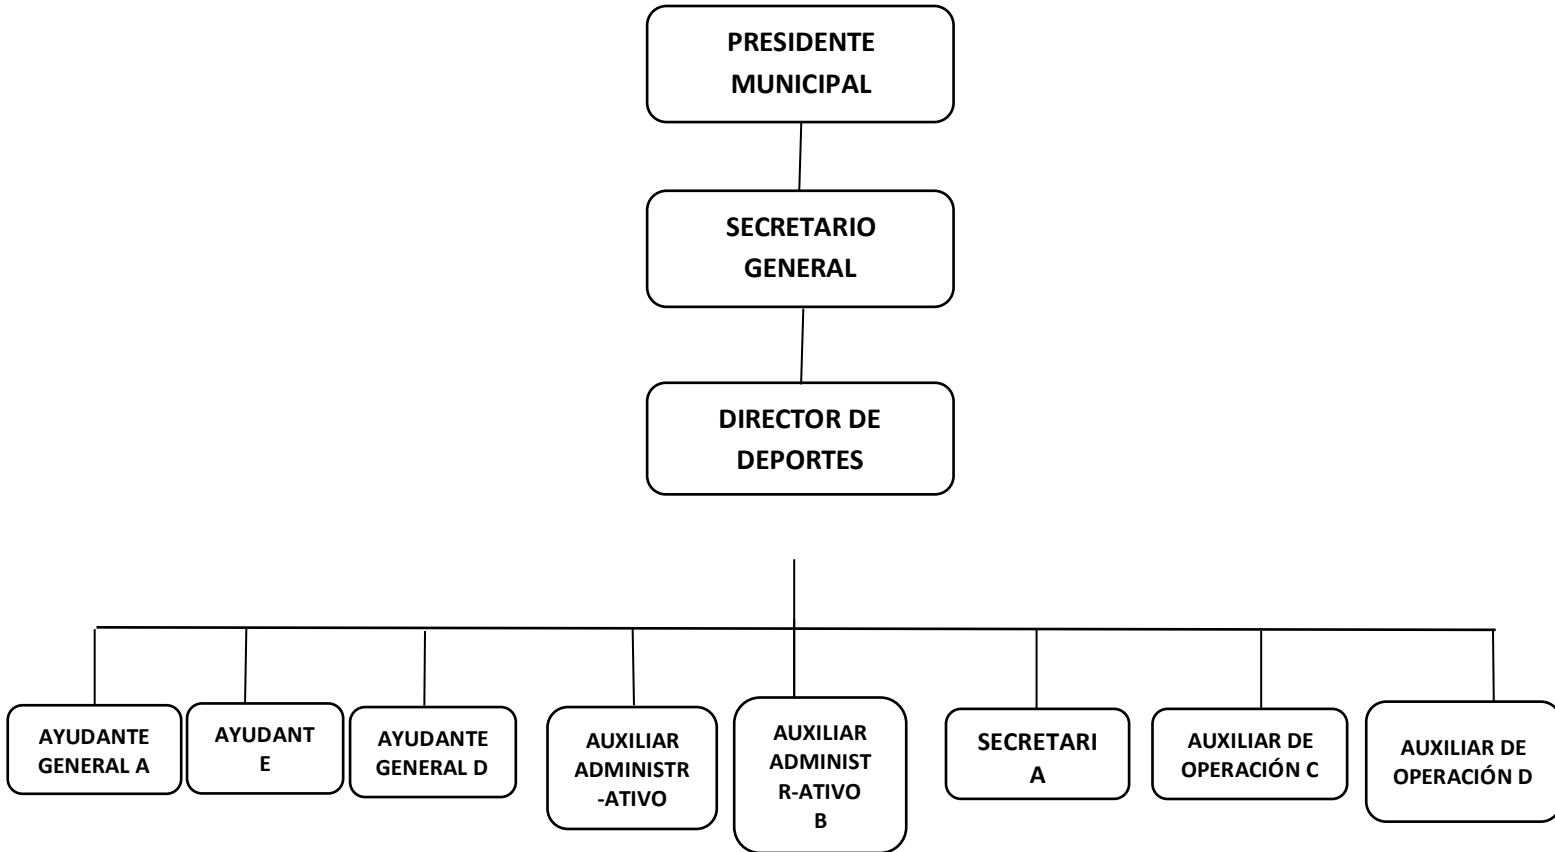 PRESIDENTE
MUNICIPAL
SECRETARIO
GENERAL
DIRECTOR DE
DEPORTES
AYUDANTE
GENERAL A
AYUDANT
E
AYUDANTE
GENERAL D
AUXILIAR
ADMINISTR
-ATIVO
AUXILIAR
ADMINIST
R-ATIVO
B
SECRETARI
A
AUXILIAR DE
OPERACIÓN C
AUXILIAR DE
OPERACIÓN D